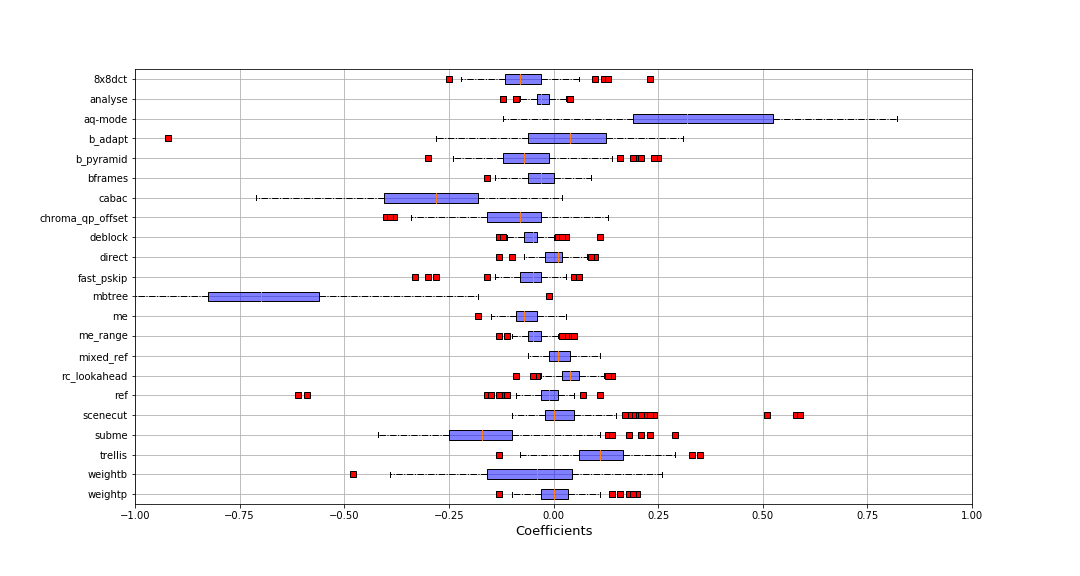 8x8dct
analyse
aq-mode
b_adapt
b_pyramid
bframes
cabac
chroma_qp_offset
deblock
direct
fast_pskip
mbtree
me
me_range
mixed_ref
rc_lookahead
ref
scenecut
subme
trellis
weightb
weightp
−1.00 −0.75 −0.50 −0.25 0.00 0.25 0.50 0.75 1.00
Coefficients